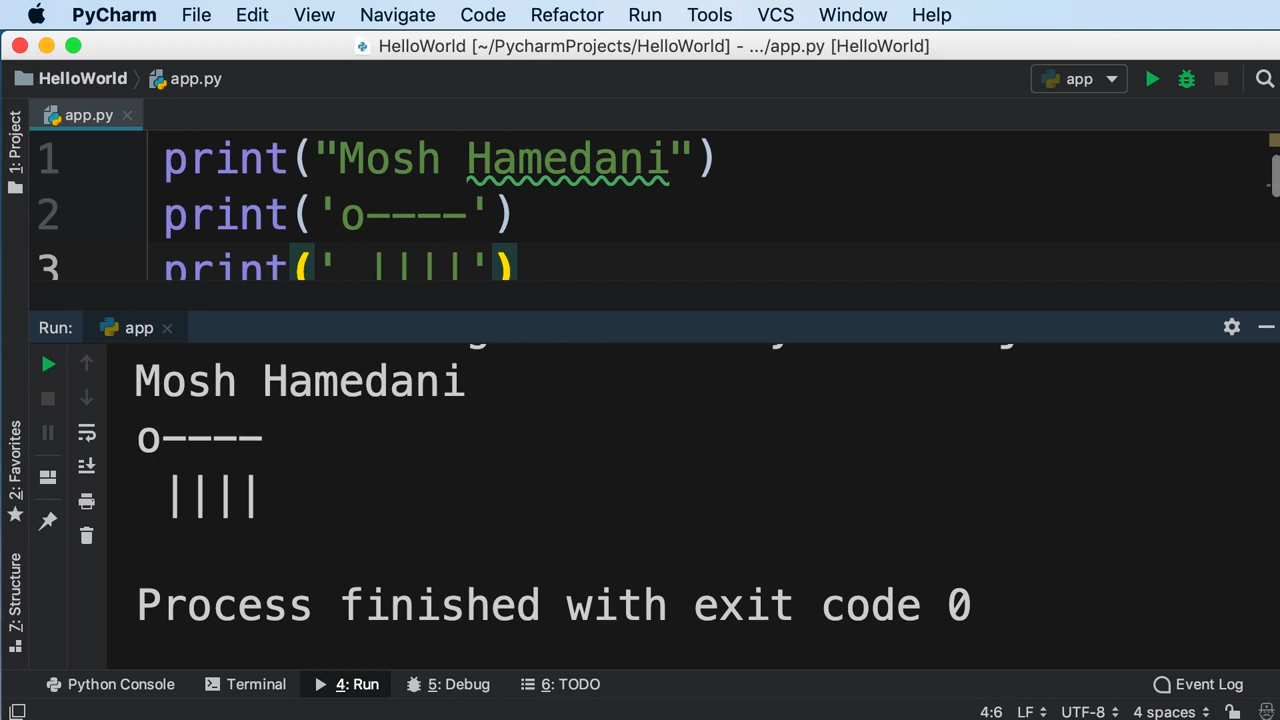 PyCharm File Edit View Navigate Code Refactor Run Tools VCS Window Help
HelloWorld [~/PycharmProjects/HelloWorld] - .../app.py [HelloWorld]
HelloWorld app.py app
app.py
1: Project
1 print("Mosh Hamedani")
2 print('o----')
3 print(' ||||')
Run: app
Mosh Hamedani
o----
 ||||
Process finished with exit code 0
2: Favorites
7: Structure
Python Console Terminal 4: Run 5: Debug 6: TODO Event Log
4:6 LF UTF-8 4 spaces